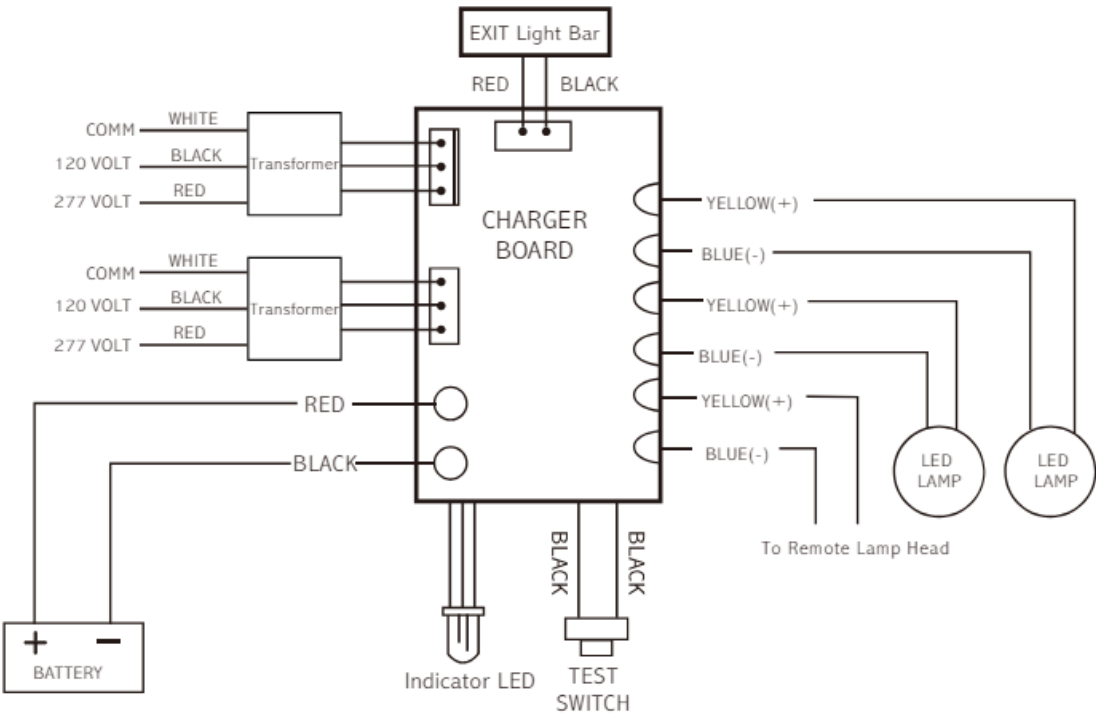 EXIT Light Bar
RED
BLACK
COMM
WHITE
120 VOLT
BLACK
277 VOLT
RED
Transformer
COMM
WHITE
120 VOLT
BLACK
277 VOLT
RED
Transformer
CHARGER
BOARD
YELLOW(+)
BLUE(-)
YELLOW(+)
BLUE(-)
YELLOW(+)
BLUE(-)
RED
BLACK
LED
LAMP
LED
LAMP
To Remote Lamp Head
BLACK
BLACK
+
−
BATTERY
Indicator LED
TEST
SWITCH